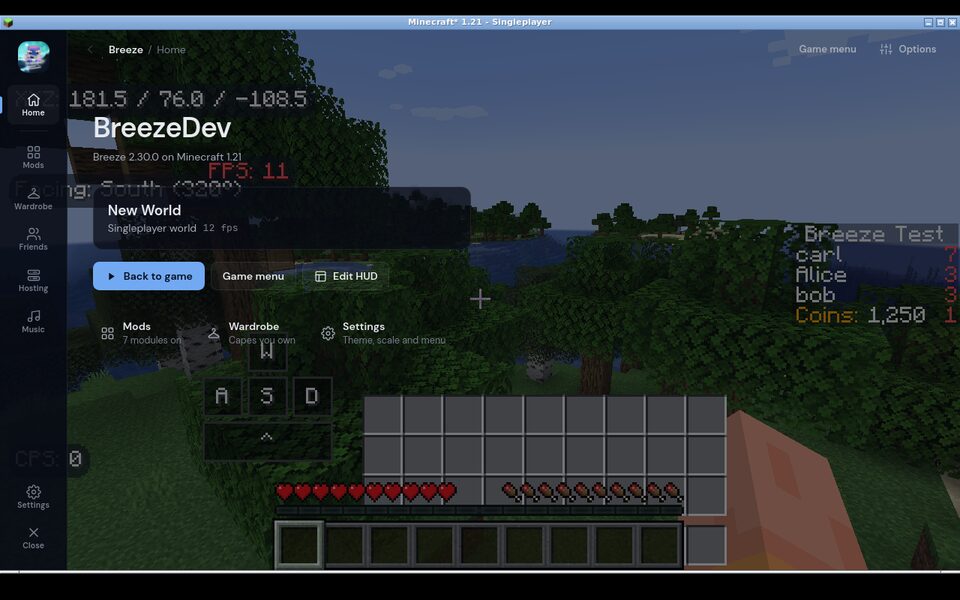 Minecraft* 1.21 - Singleplayer
Breeze / Home
Game menu
Options
181.5 / 76.0 / -108.5
Home
BreezeDev
Breeze 2.30.0 on Minecraft 1.21
FPS: 11
Mods
Facing: South (320°)
Wardrobe
New World
Singleplayer world 12 fps
Friends
Breeze Test
carl 7
Alice 3
bob 3
Coins: 1,250 1
Back to game
Game menu
Edit HUD
Hosting
Music
Mods
7 modules on
Wardrobe
Capes you own
Settings
Theme, scale and menu
W
A
S
D
^
CPS: 0
Settings
Close